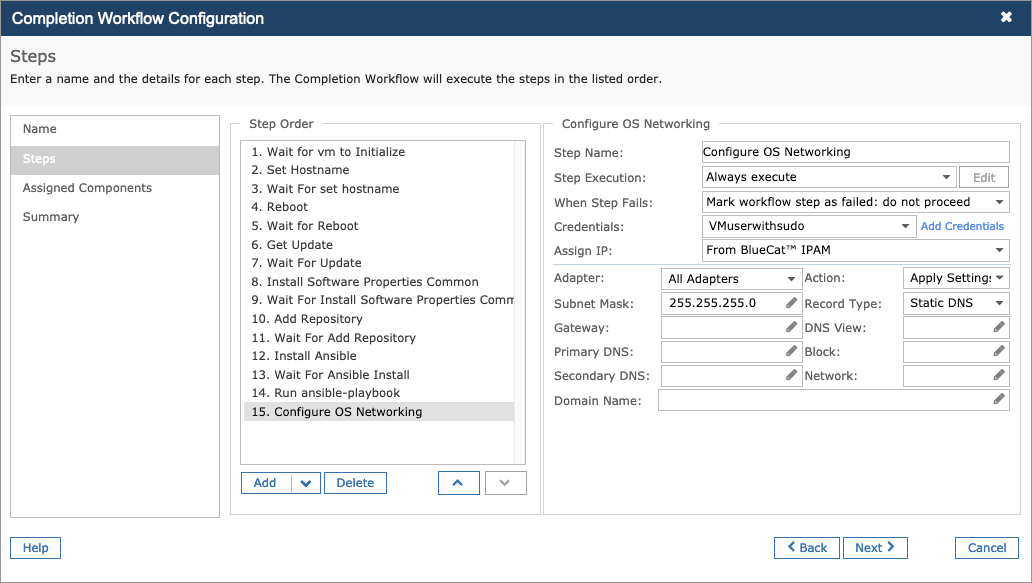 Completion Workflow Configuration
Steps
Enter a name and the details for each step. The Completion Workflow will execute the steps in the listed order.
Name
Steps
Assigned Components
Summary
Step Order
1. Wait for vm to Initialize
2. Set Hostname
3. Wait For set hostname
4. Reboot
5. Wait for Reboot
6. Get Update
7. Wait For Update
8. Install Software Properties Common
9. Wait For Install Software Properties Comm
10. Add Repository
11. Wait For Add Repository
12. Install Ansible
13. Wait For Ansible Install
14. Run ansible-playbook
15. Configure OS Networking
Add
Delete
Configure OS Networking
Step Name: Configure OS Networking
Step Execution: Always execute Edit
When Step Fails: Mark workflow step as failed: do not proceed
Credentials: VMuserwithsudo Add Credentials
Assign IP: From BlueCat™ IPAM
Adapter: All Adapters Action: Apply Settings
Subnet Mask: 255.255.255.0 Record Type: Static DNS
Gateway: DNS View:
Primary DNS: Block:
Secondary DNS: Network:
Domain Name:
Help
Back
Next
Cancel